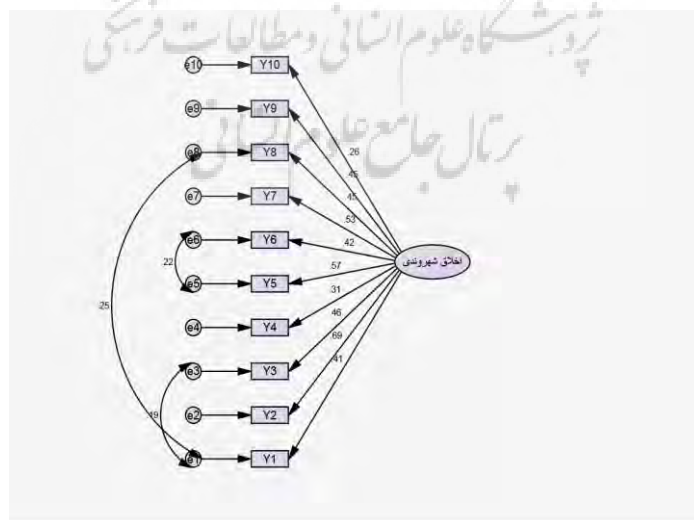 پژوهشگاه علوم انسانی و مطالعات فرهنگی
پرتال جامع علوم انسانی
e10 Y10
e9 Y9
e8 Y8
.26
.45
e7 Y7
.45
.53
e6 Y6
.42
.22
اخلاق شهروندی
e5 Y5
.57
.25
.31
e4 Y4
.46
.69
e3 Y3
.41
e2 Y2
.19
e1 Y1